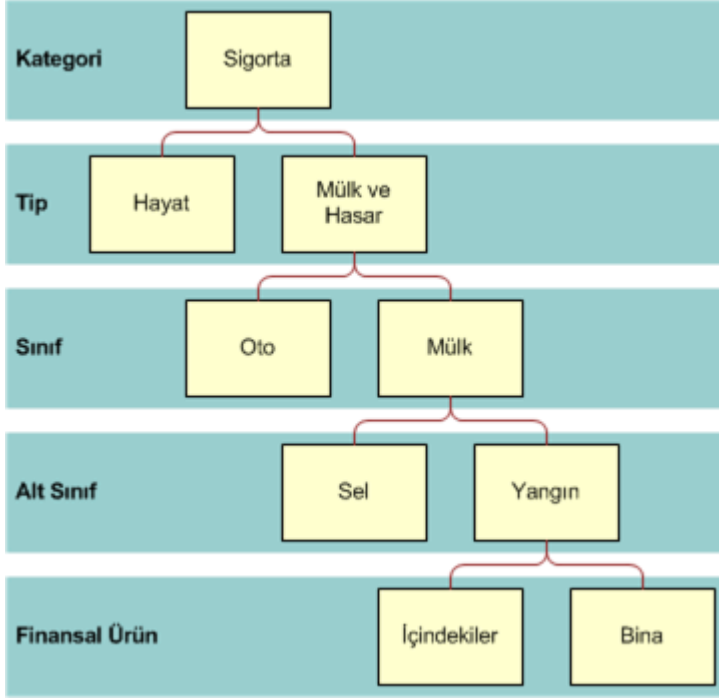 Kategori
Sigorta
Tip
Hayat
Mülk ve
Hasar
Sınıf
Oto
Mülk
Alt Sınıf
Sel
Yangın
Finansal Ürün
İçindekiler
Bina